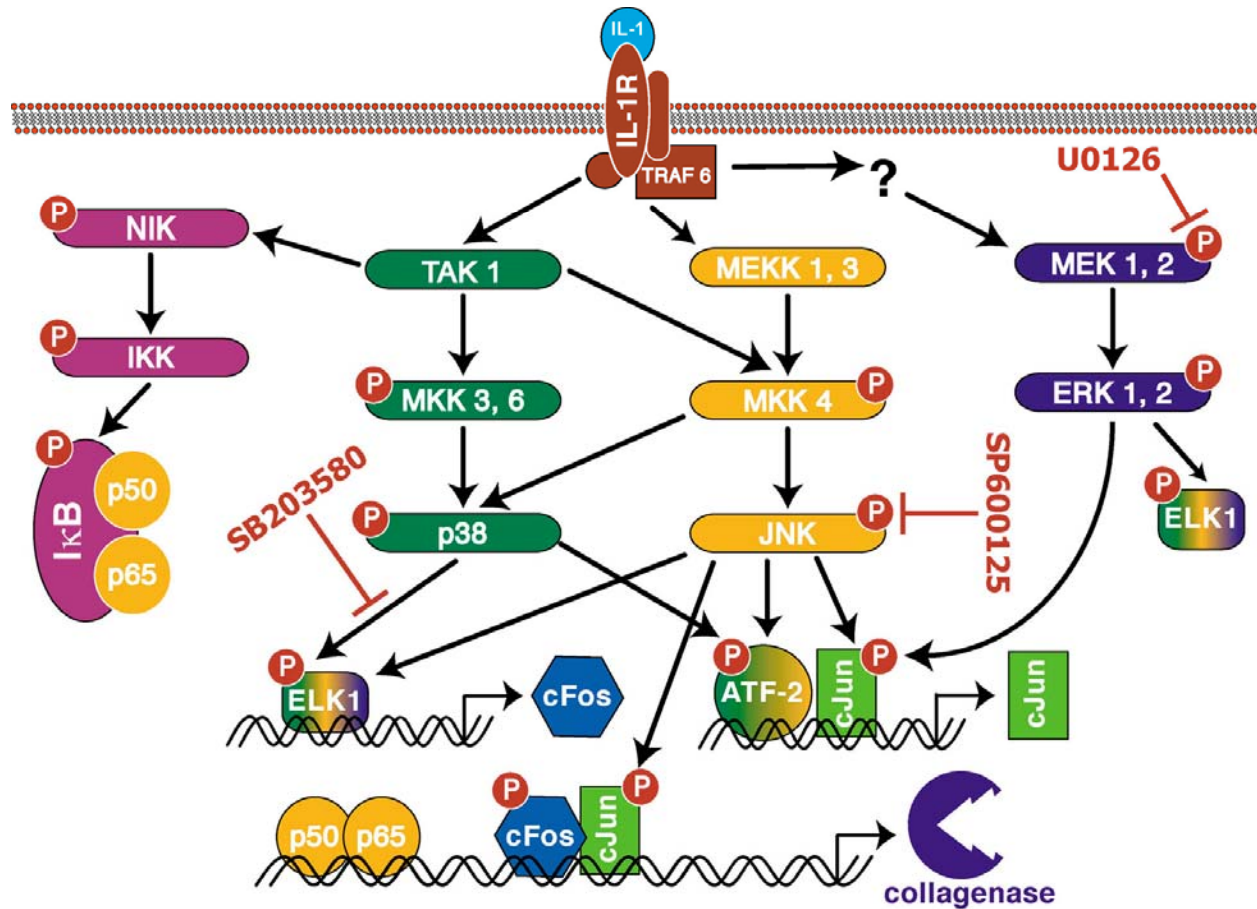 IL-1
IL-1R
TRAF 6
?
U0126
P
NIK
TAK 1
MEKK 1, 3
P
MEK 1, 2
P
IKK
P
MKK 3, 6
MKK 4
P
P
ERK 1, 2
P
IκB
p50
p65
SB203580
P
p38
JNK
P
SP600125
P
ELK1
P
ELK1
cFos
P
ATF-2
cJun
P
cJun
p50
p65
P
cFos
cJun
P
collagenase